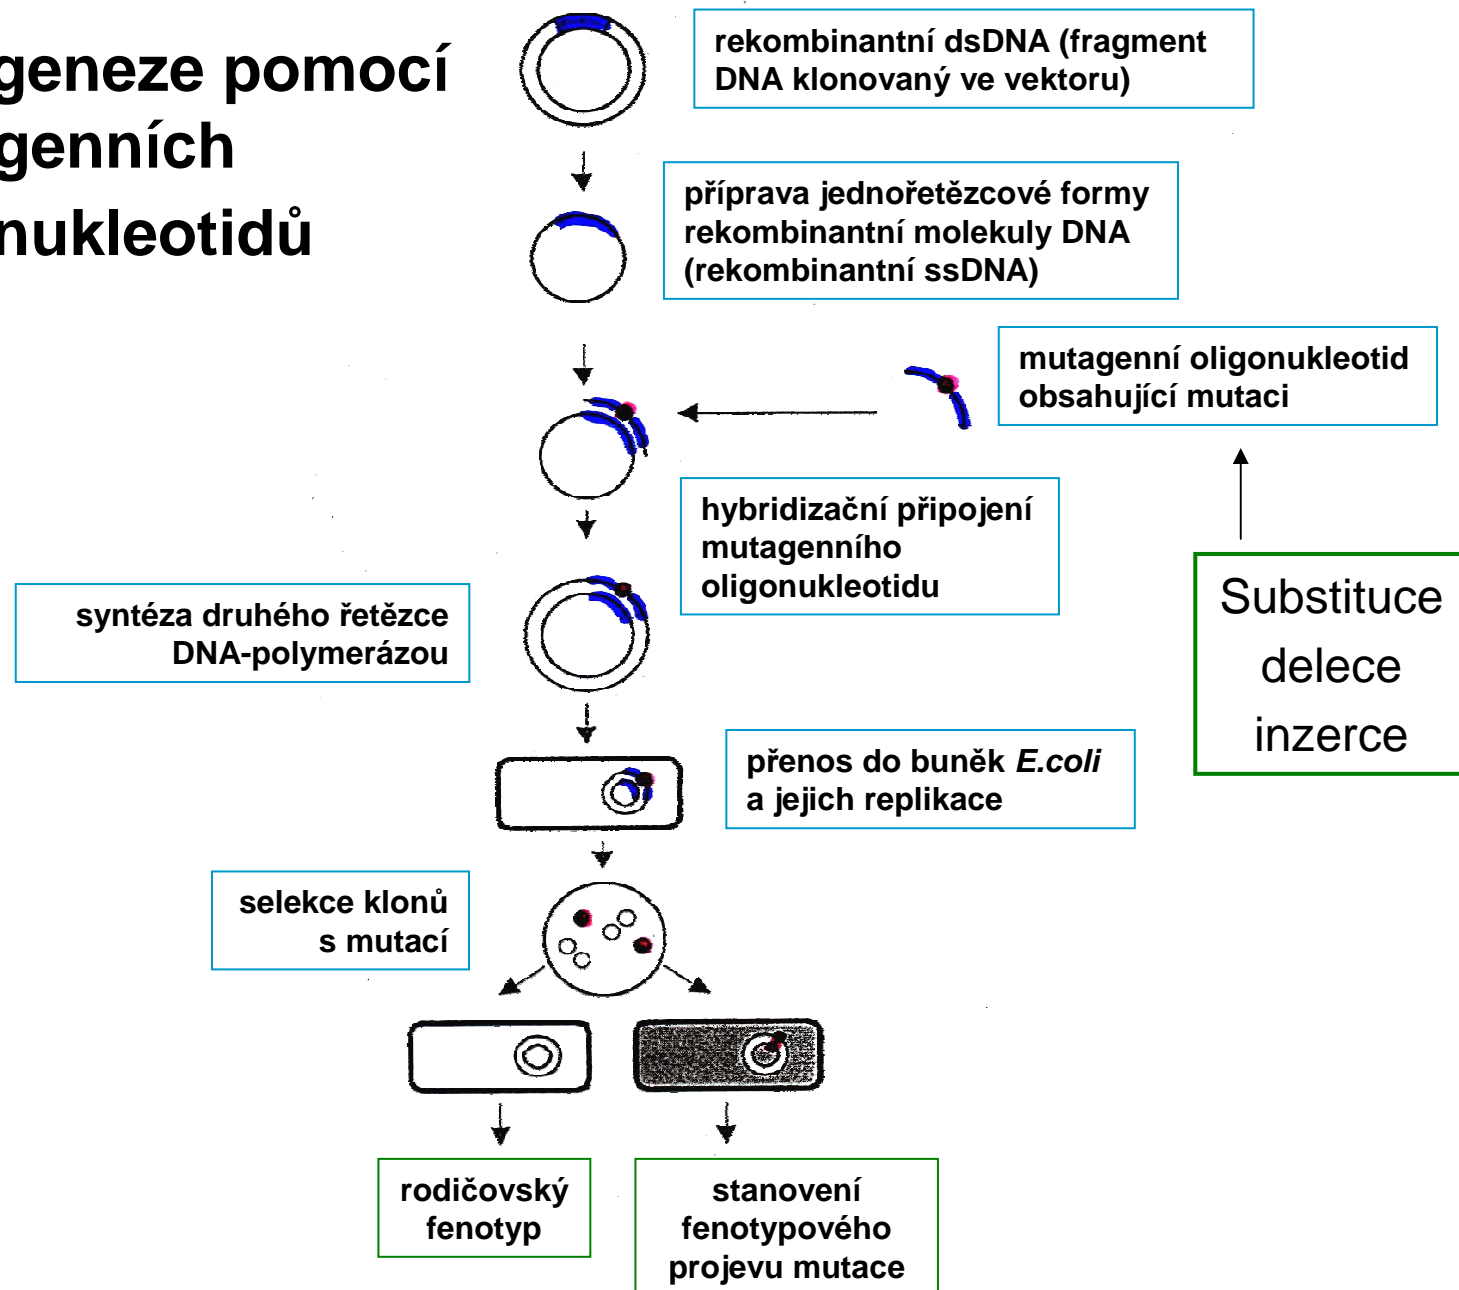 geneze pomocí
genních
nukleotidů
rekombinantní dsDNA (fragment
DNA klonovaný ve vektoru)
příprava jednořetězcové formy
rekombinantní molekuly DNA
(rekombinantní ssDNA)
mutagenní oligonukleotid
obsahující mutaci
hybridizační připojení
mutagenního
oligonukleotidu
Substituce
delece
inzerce
syntéza druhého řetězce
DNA-polymerázou
přenos do buněk E.coli
a jejich replikace
selekce klonů
s mutací
rodičovský
fenotyp
stanovení
fenotypového
projevu mutace